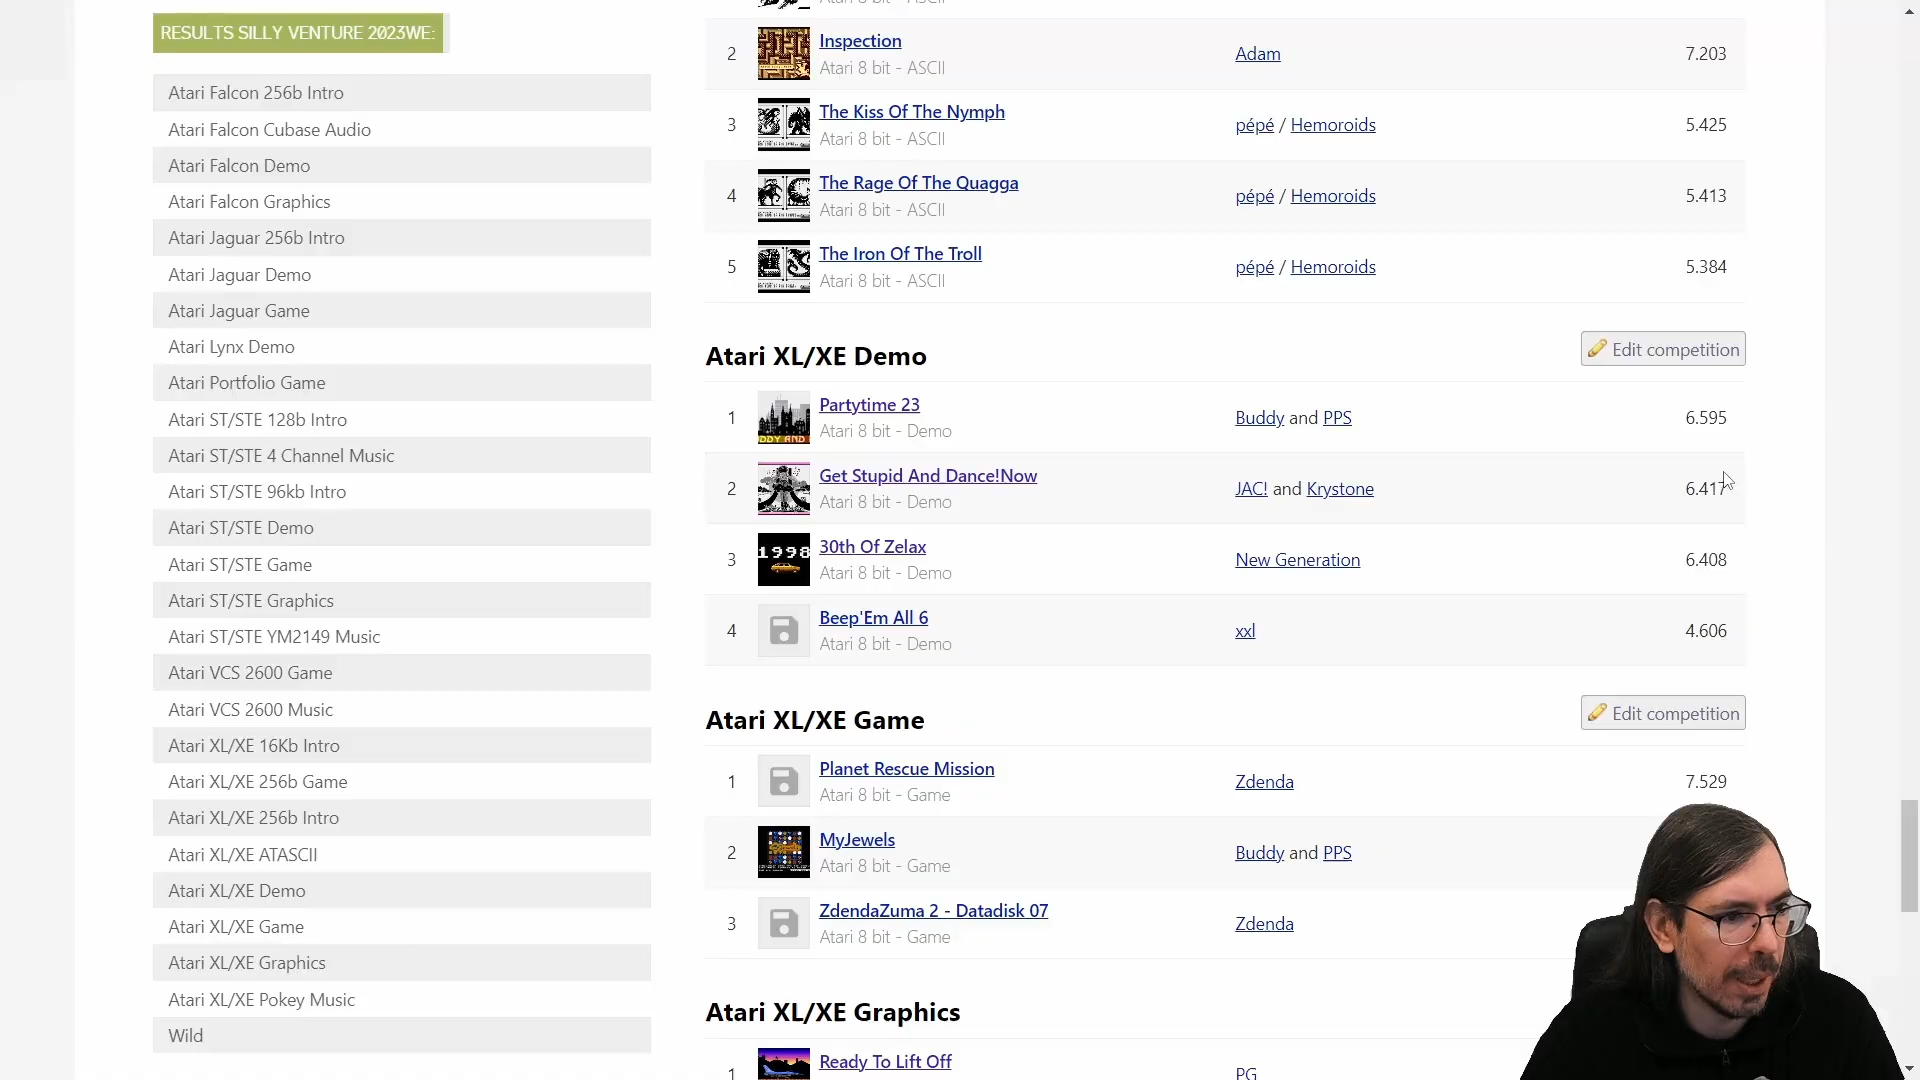 RESULTS SILLY VENTURE 2023WE:
Atari Falcon 256b Intro
Atari Falcon Cubase Audio
Atari Falcon Demo
Atari Falcon Graphics
Atari Jaguar 256b Intro
Atari Jaguar Demo
Atari Jaguar Game
Atari Lynx Demo
Atari Portfolio Game
Atari ST/STE 128b Intro
Atari ST/STE 4 Channel Music
Atari ST/STE 96kb Intro
Atari ST/STE Demo
Atari ST/STE Game
Atari ST/STE Graphics
Atari ST/STE YM2149 Music
Atari VCS 2600 Game
Atari VCS 2600 Music
Atari XL/XE 16Kb Intro
Atari XL/XE 256b Game
Atari XL/XE 256b Intro
Atari XL/XE ATASCII
Atari XL/XE Demo
Atari XL/XE Game
Atari XL/XE Graphics
Atari XL/XE Pokey Music
Wild
2 Inspection Adam 7.203
Atari 8 bit - ASCII
3 The Kiss Of The Nymph pépé / Hemoroids 5.425
Atari 8 bit - ASCII
4 The Rage Of The Quagga pépé / Hemoroids 5.413
Atari 8 bit - ASCII
5 The Iron Of The Troll pépé / Hemoroids 5.384
Atari 8 bit - ASCII
Atari XL/XE Demo Edit competition
1 Partytime 23 Buddy and PPS 6.595
Atari 8 bit - Demo
2 Get Stupid And Dance!Now JAC! and Krystone 6.417
Atari 8 bit - Demo
3 1998 30th Of Zelax New Generation 6.408
Atari 8 bit - Demo
4 Beep'Em All 6 xxl 4.606
Atari 8 bit - Demo
Atari XL/XE Game Edit competition
1 Planet Rescue Mission Zdenda 7.529
Atari 8 bit - Game
2 MyJewels Buddy and PPS
Atari 8 bit - Game
3 ZdendaZuma 2 - Datadisk 07 Zdenda
Atari 8 bit - Game
Atari XL/XE Graphics
1 Ready To Lift Off PG